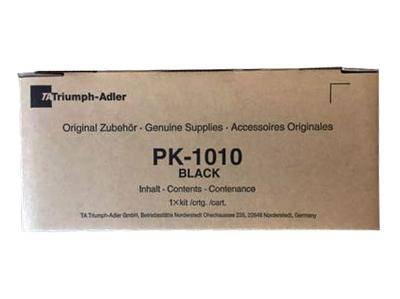 TA Triumph-Adler
Original Zubehör · Genuine Supplies · Accessoires Originales
PK-1010
BLACK
Inhalt · Contents · Contenance
1×kit /crtg. /cart.
TA Triumph-Adler GmbH, Betriebsstätte Norderstedt Ohechaussee 235, 22848 Norderstedt, Germany